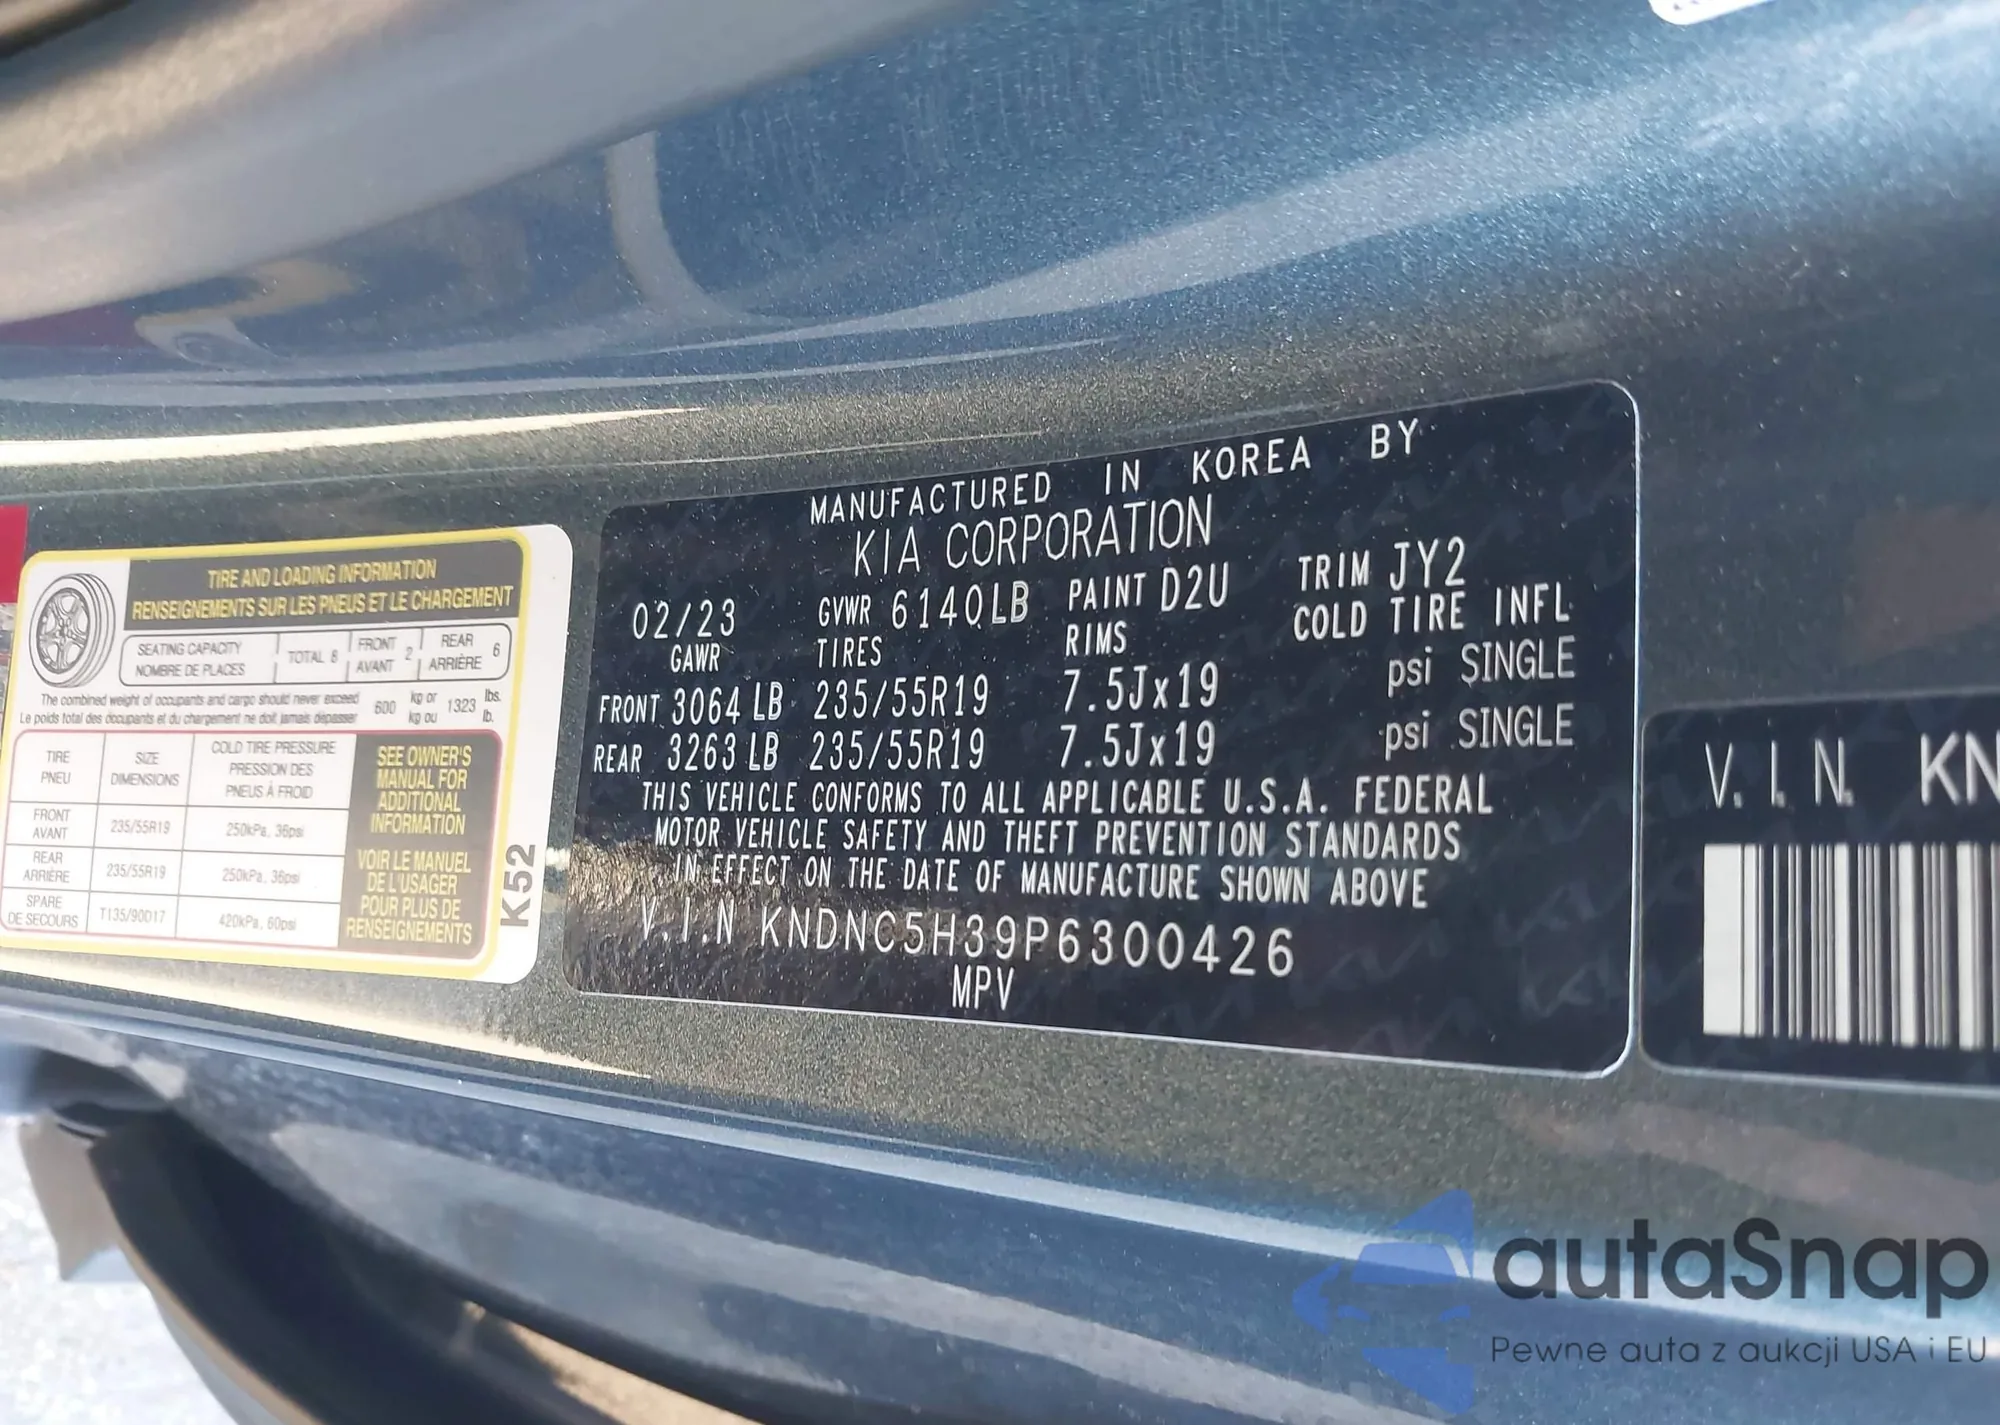 TIRE AND LOADING INFORMATION
RENSEIGNEMENTS SUR LES PNEUS ET LE CHARGEMENT
SEATING CAPACITY
NOMBRE DE PLACES
TOTAL 8
FRONT
AVANT
2
REAR
ARRIÈRE
6
The combined weight of occupants and cargo should never exceed
Le poids total des occupants et du chargement ne doit jamais dépasser
600
kg or
kg ou
1323
lbs.
lb.
TIRE
PNEU
SIZE
DIMENSIONS
COLD TIRE PRESSURE
PRESSION DES
PNEUS À FROID
FRONT
AVANT
235/55R19
250kPa, 36psi
REAR
ARRIÈRE
235/55R19
250kPa, 36psi
SPARE
DE SECOURS
T135/90D17
420kPa, 60psi
SEE OWNER'S
MANUAL FOR
ADDITIONAL
INFORMATION
VOIR LE MANUEL
DE L'USAGER
POUR PLUS DE
RENSEIGNEMENTS
K52
MANUFACTURED IN KOREA BY
KIA CORPORATION
02/23 GVWR 6140LB PAINT D2U TRIM JY2
GAWR TIRES RIMS COLD TIRE INFL
FRONT 3064 LB 235/55R19 7.5Jx19 psi SINGLE
REAR 3263 LB 235/55R19 7.5Jx19 psi SINGLE
THIS VEHICLE CONFORMS TO ALL APPLICABLE U.S.A. FEDERAL
MOTOR VEHICLE SAFETY AND THEFT PREVENTION STANDARDS
IN EFFECT ON THE DATE OF MANUFACTURE SHOWN ABOVE
V.I.N KNDNC5H39P6300426
MPV
V.I.N. KN
autaSnap
Pewne auta z aukcji USA i EU